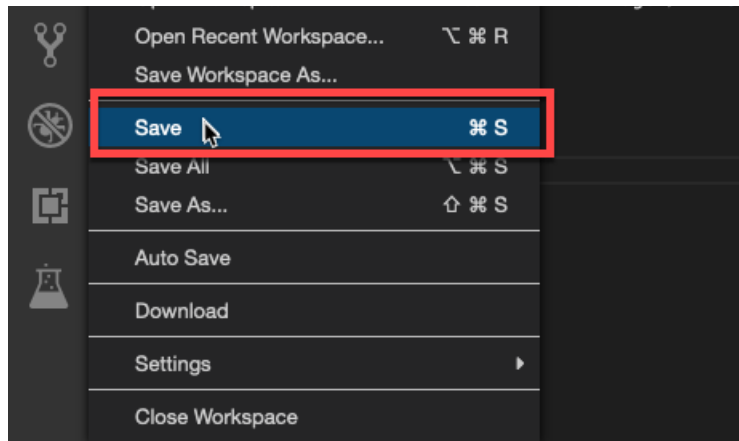 Open Recent Workspace... ⌥ ⌘ R
Save Workspace As...
Save ⌘ S
Save All ⌥ ⌘ S
Save As... ⇧ ⌘ S
Auto Save
Download
Settings
Close Workspace